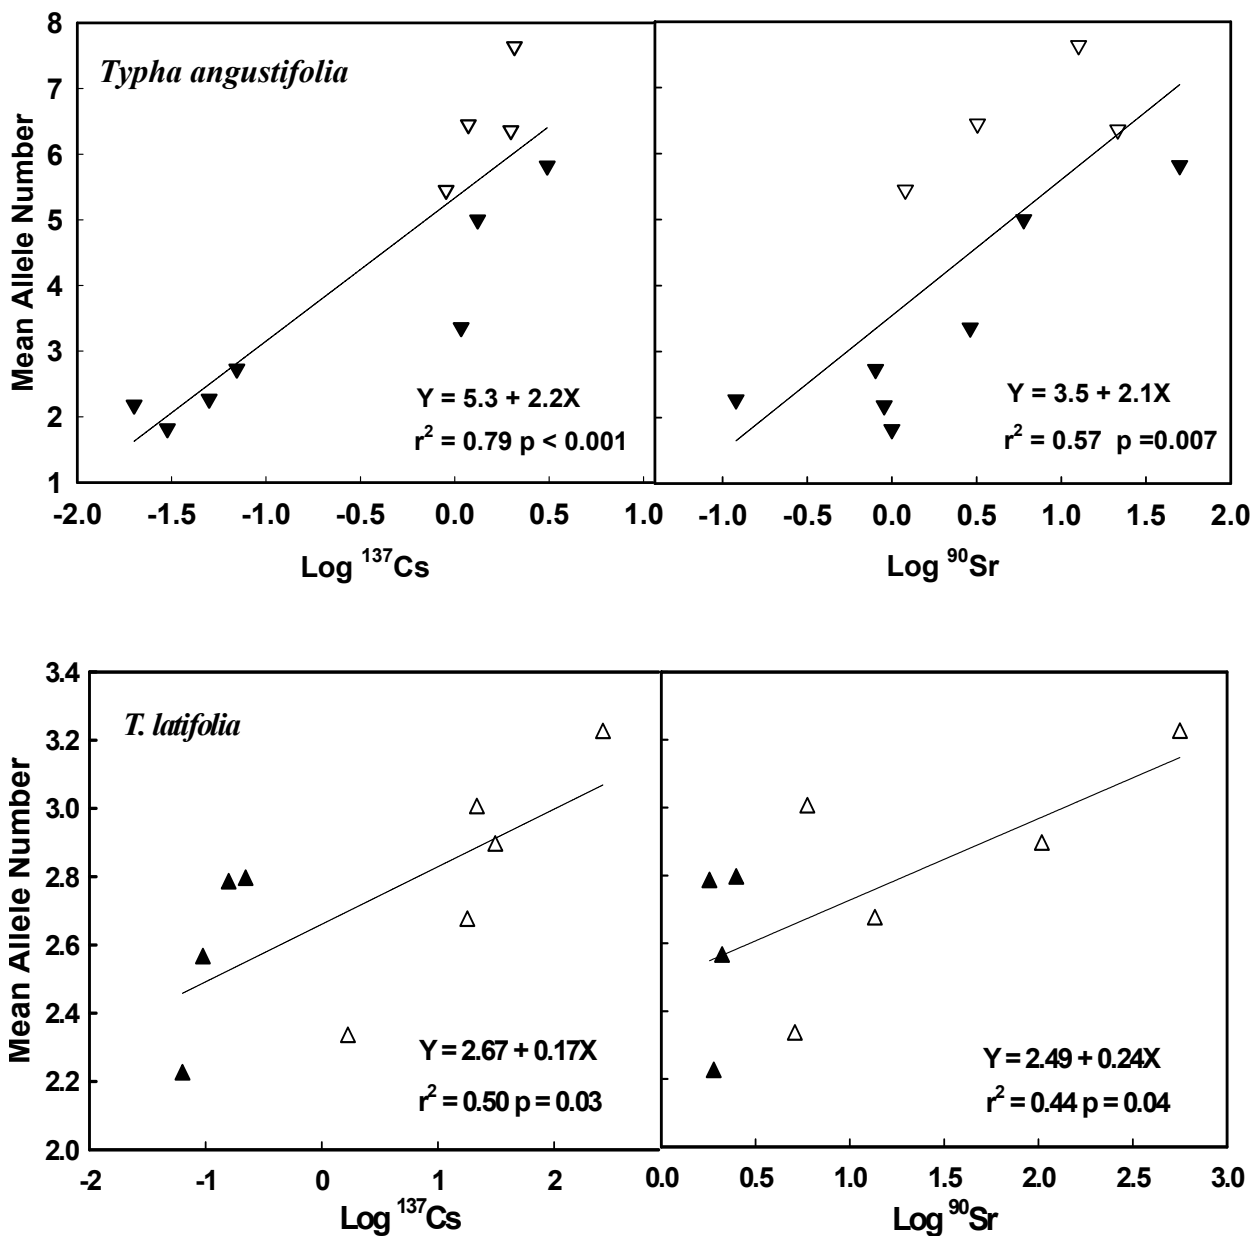 Typha angustifolia
Mean Allele Number
8
7
6
5
4
3
2
1
Y = 5.3 + 2.2X
r² = 0.79 p < 0.001
-2.0 -1.5 -1.0 -0.5 0.0 0.5 1.0
Log ¹³⁷Cs
Y = 3.5 + 2.1X
r² = 0.57 p =0.007
-1.0 0.0 0.5 1.0 1.5 2.0
Log ⁹⁰Sr
T. latifolia
Mean Allele Number
3.4
3.2
3.0
2.8
2.6
2.4
2.2
2.0
Y = 2.67 + 0.17X
r² = 0.50 p = 0.03
-2 -1 0 1 2
Log ¹³⁷Cs
Y = 2.49 + 0.24X
r² = 0.44 p = 0.04
0.0 0.5 1.0 1.5 2.0 2.5 3.0
Log ⁹⁰Sr